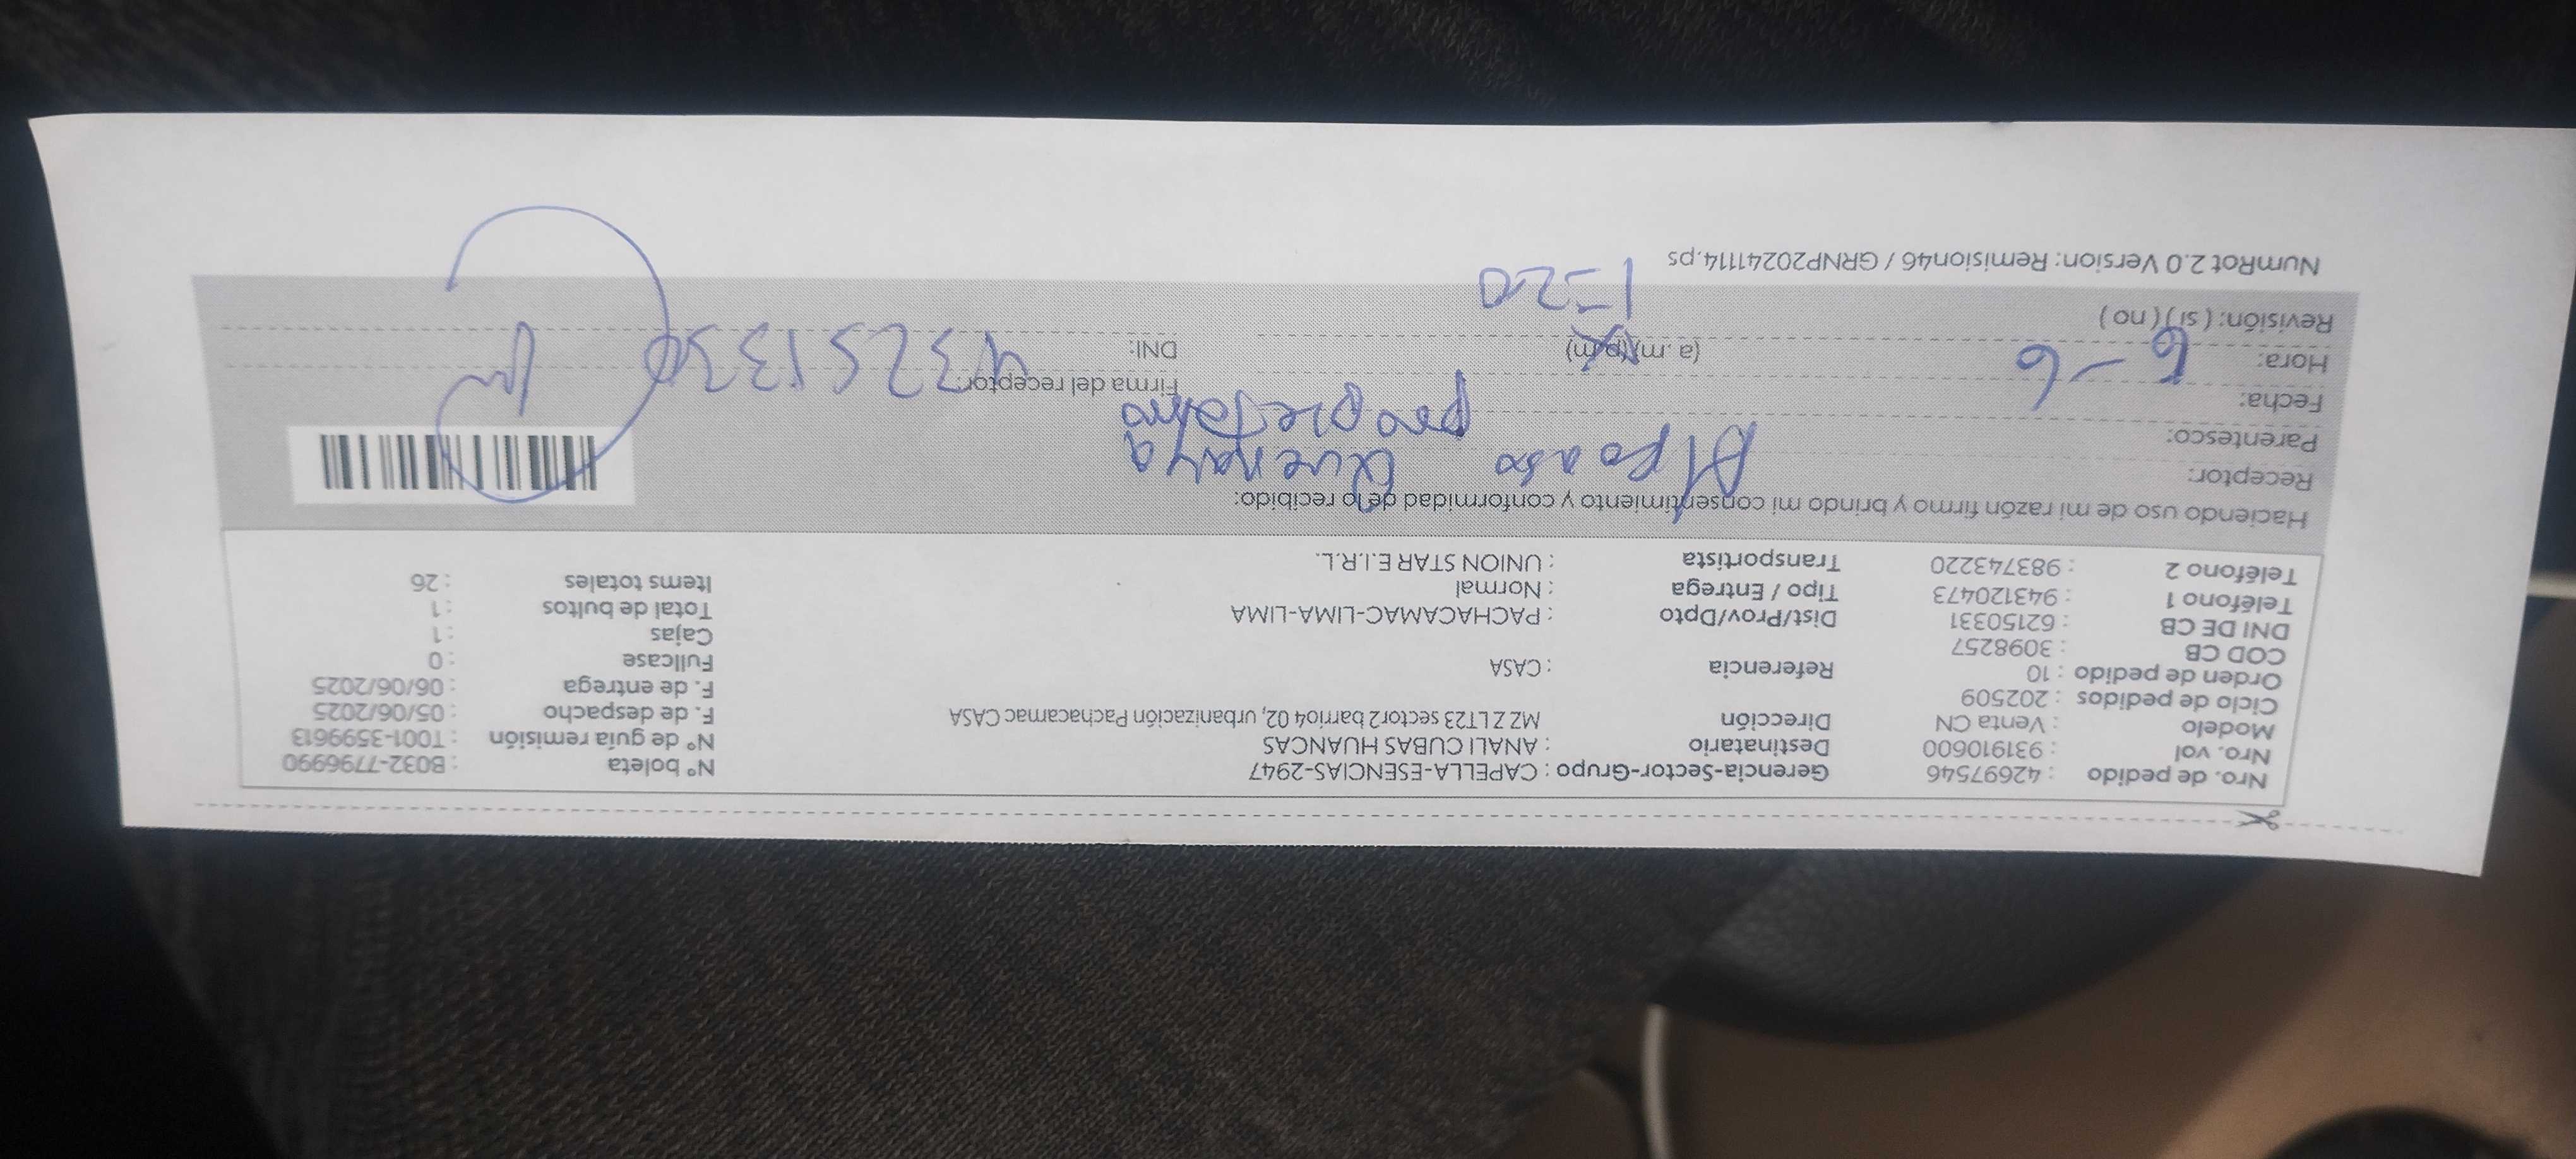 Nro. de pedido : 42697546 Gerencia-Sector-Grupo : CAPELLA-ESENCIAS-2947 N° boleta : B032-7796990
Nro. vol : 931910600 Destinatario : ANALI CUBAS HUANCAS N° de guía remisión : T001-3599613
Modelo : Venta CN Dirección MZ Z LT23 sector2 barrio4 02, urbanización Pachacamac CASA F. de despacho : 05/06/2025
Ciclo de pedidos : 202509 F. de entrega : 06/06/2025
Orden de pedido : 10 Referencia : CASA Fullcase : 0
COD CB : 3098257 Cajas : 1
DNI DE CB : 62150331 Dist/Prov/Dpto : PACHACAMAC-LIMA-LIMA Total de bultos : 1
Teléfono 1 : 943120473 Tipo / Entrega : Normal Items totales : 26
Teléfono 2 : 983743220 Transportista : UNION STAR E.I.R.L.
Haciendo uso de mi razón firmo y brindo mi consentimiento y conformidad de lo recibido:
Receptor: Alfonso
Parentesco: propietario
Fecha: 6-6 Firma del receptor:
Hora: (a.m) (p.m) DNI:
Revisión: ( si ) ( no ) 1=20
NumRot 2.0 Version: Remision46 / GRNP20241114.ps